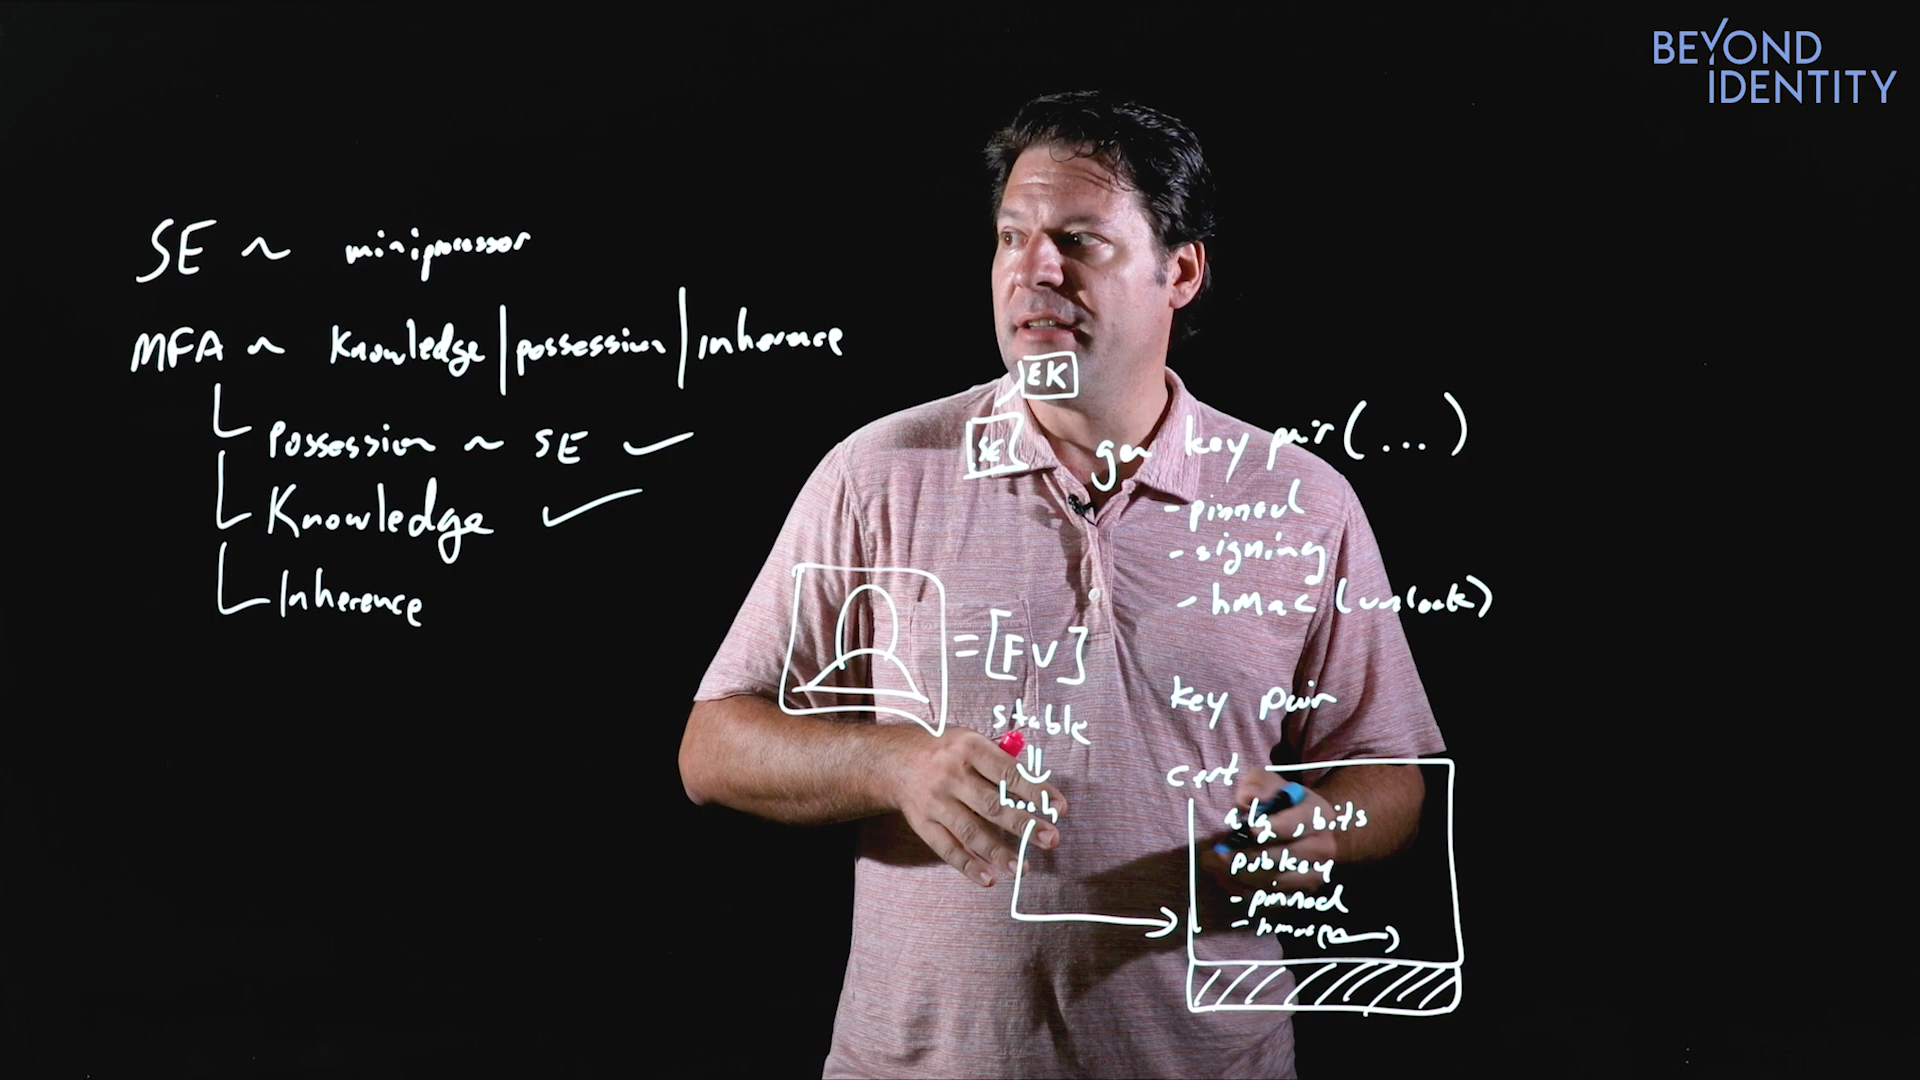 BEYOND
IDENTITY
SE ~ miniprocessor
MFA ~ Knowledge | possession | inherence
Possession ~ SE ✓
Knowledge ✓
Inherence
EK
SE
gen key pair (...)
- pinned
- signing
- hmac (unlock)
= [FV]
stable
hash
key pair
cert
alg, bits
pubkey
- pinned
- hmac( )